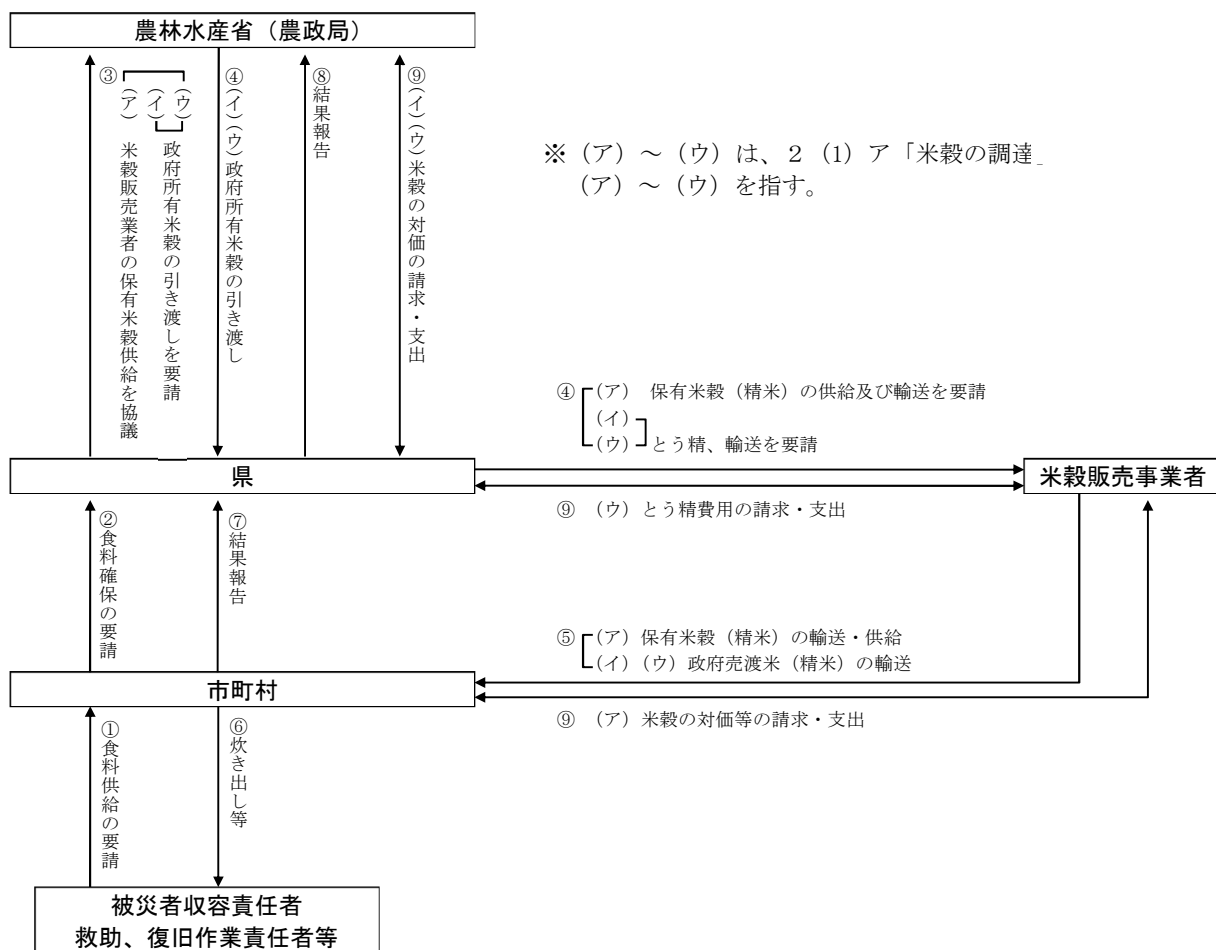 農林水産省（農政局）
③
（ア） 米穀販売業者の保有米穀供給を協議
（イ）
（ウ）
政府所有米穀の引き渡しを要請
④（イ）（ウ）政府所有米穀の引き渡し
⑧結果報告
⑨（イ）（ウ）米穀の対価の請求・支出
※（ア）～（ウ）は、２（1）ア「米穀の調達
（ア）～（ウ）を指す。
④ （ア） 保有米穀（精米）の供給及び輸送を要請
（イ）
（ウ） とう精、輸送を要請
県
米穀販売事業者
⑨ （ウ）とう精費用の請求・支出
②食料確保の要請
⑦結果報告
⑤ （ア）保有米穀（精米）の輸送・供給
（イ）（ウ）政府売渡米（精米）の輸送
市町村
⑨ （ア）米穀の対価等の請求・支出
①食料供給の要請
⑥炊き出し等
被災者収容責任者
救助、復旧作業責任者等